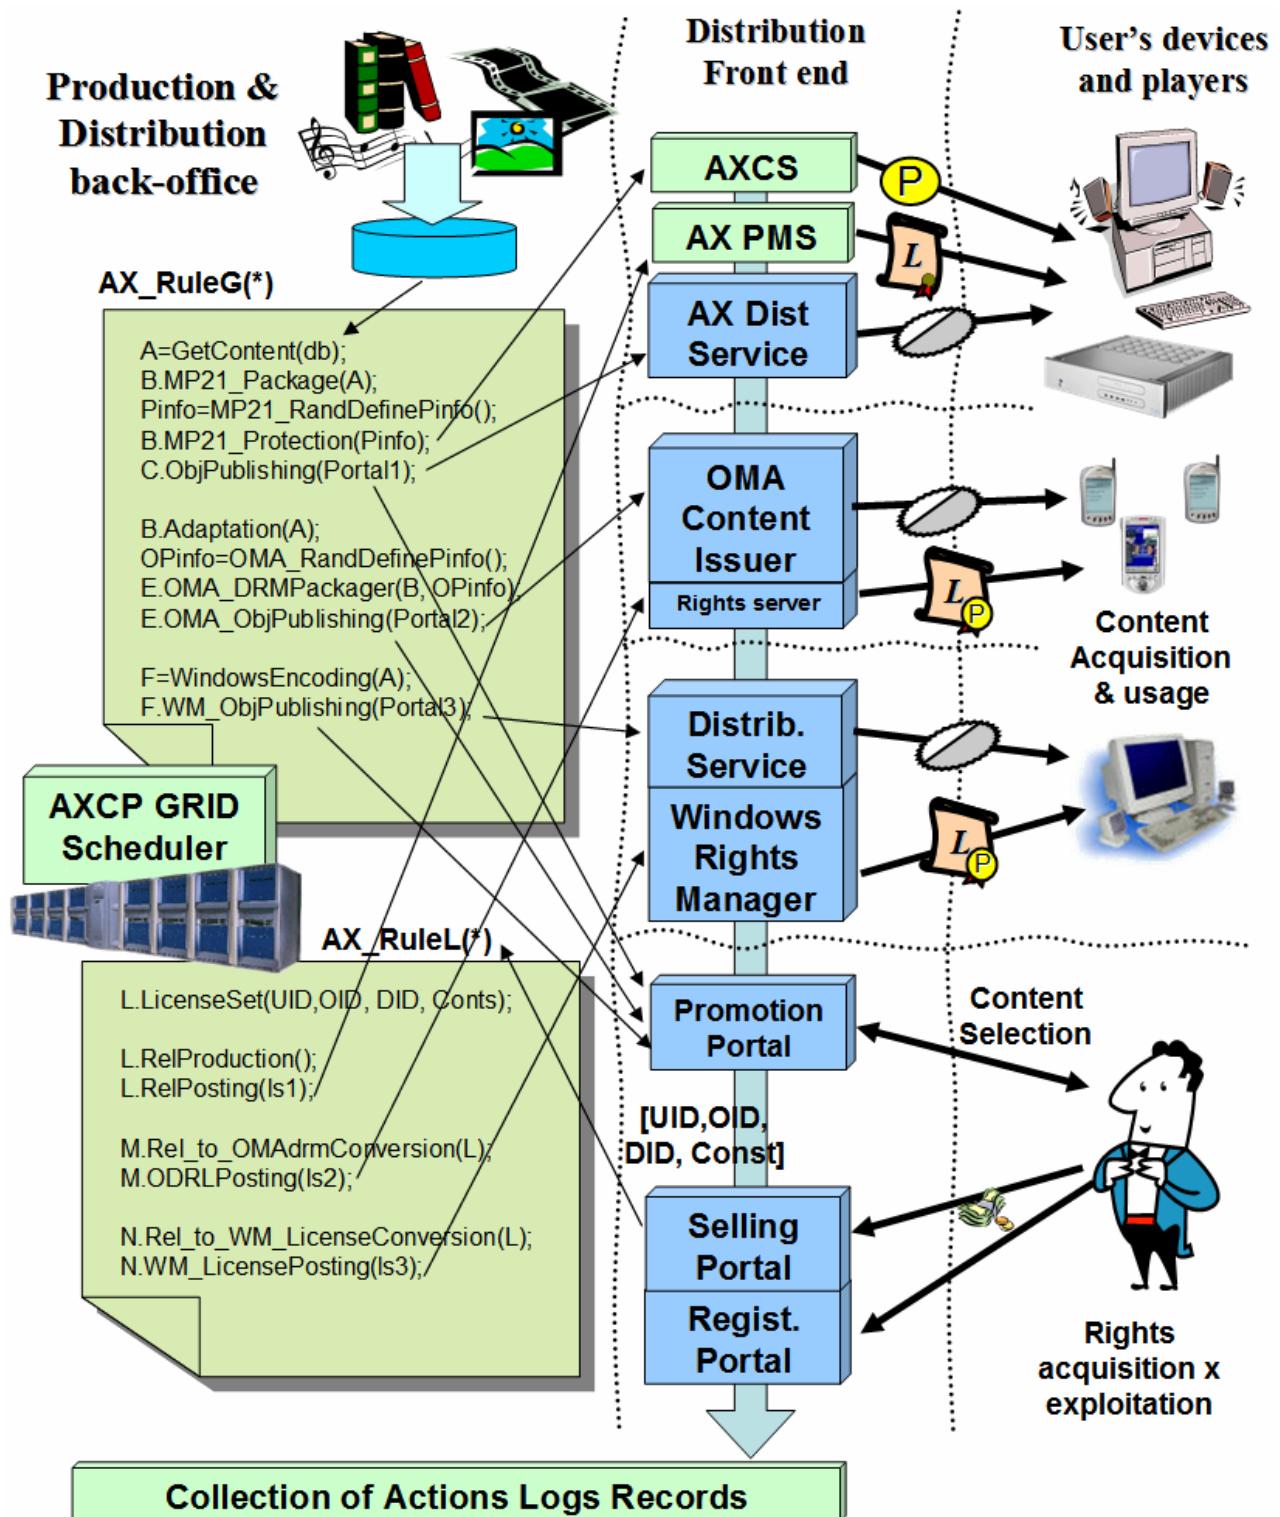 Production &
Distribution
back-office
Distribution
Front end
User's devices
and players
AXCS
P
AX PMS
L
AX Dist
Service
AX_RuleG(*)
A=GetContent(db);
B.MP21_Package(A);
Pinfo=MP21_RandDefinePinfo();
B.MP21_Protection(Pinfo);
C.ObjPublishing(Portal1);
B.Adaptation(A);
OPinfo=OMA_RandDefinePinfo();
E.OMA_DRMPackager(B, OPinfo);
E.OMA_ObjPublishing(Portal2);
F=WindowsEncoding(A);
F.WM_ObjPublishing(Portal3);
OMA
Content
Issuer
Rights server
L
P
Content
Acquisition
& usage
Distrib.
Service
Windows
Rights
Manager
L
P
AXCP GRID
Scheduler
AX_RuleL(*)
L.LicenseSet(UID,OID, DID, Conts);
L.RelProduction();
L.RelPosting(ls1);
M.Rel_to_OMAdrmConversion(L);
M.ODRLPosting(ls2);
N.Rel_to_WM_LicenseConversion(L);
N.WM_LicensePosting(ls3);
Promotion
Portal
Content
Selection
[UID,OID,
DID, Const]
Selling
Portal
Regist.
Portal
Rights
acquisition x
exploitation
Collection of Actions Logs Records